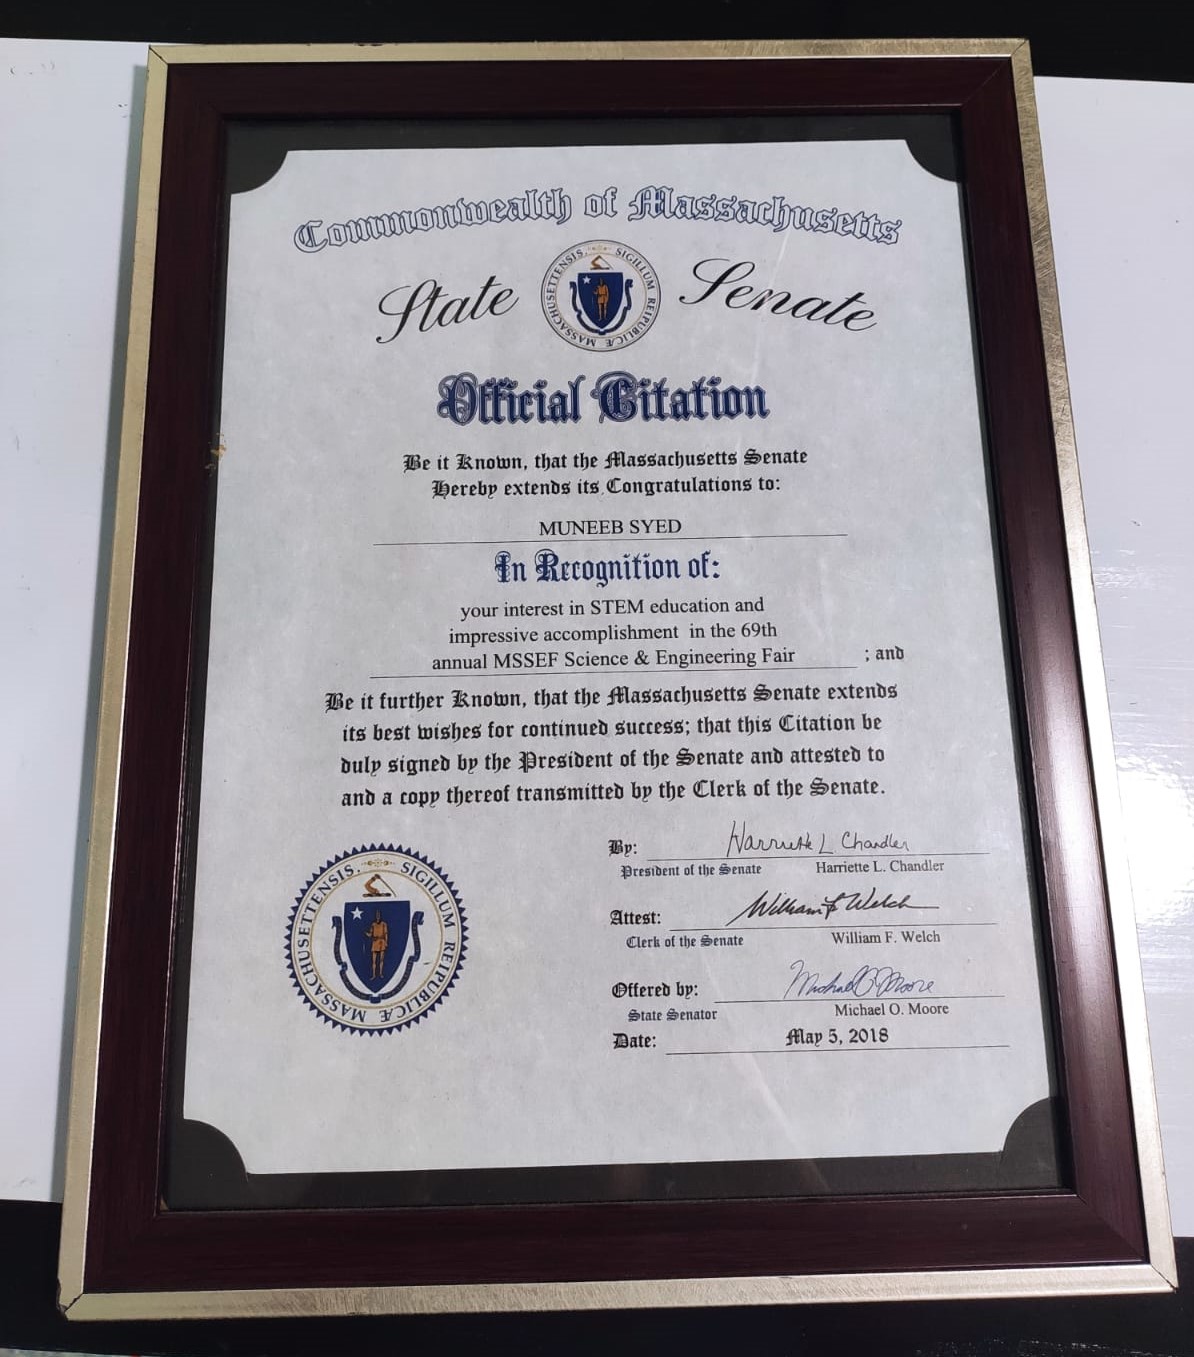 Commonwealth of Massachusetts
State Senate
SIGILLUM REIPUBLICÆ MASSACHUSETTENSIS.
Official Citation
Be it Known, that the Massachusetts Senate
Hereby extends its Congratulations to:
MUNEEB SYED
In Recognition of:
your interest in STEM education and
impressive accomplishment in the 69th
annual MSSEF Science & Engineering Fair ; and
Be it further Known, that the Massachusetts Senate extends
its best wishes for continued success; that this Citation be
duly signed by the President of the Senate and attested to
and a copy thereof transmitted by the Clerk of the Senate.
SIGILLUM REIPUBLICÆ MASSACHUSETTENSIS.
By: Harriette L Chandler
President of the Senate Harriette L. Chandler
Attest: William F. Welch
Clerk of the Senate William F. Welch
Offered by: Michael O. Moore
State Senator Michael O. Moore
Date: May 5, 2018